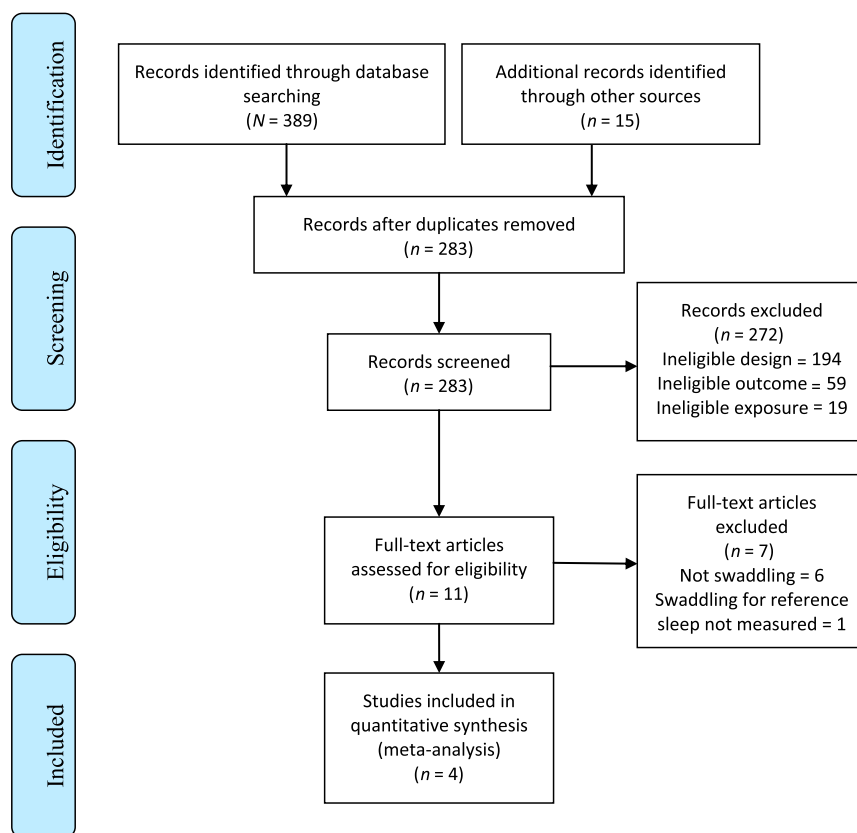 Identification
Records identified through database
searching
(N = 389)
Additional records identified
through other sources
(n = 15)
Records after duplicates removed
(n = 283)
Screening
Records screened
(n = 283)
Records excluded
(n = 272)
Ineligible design = 194
Ineligible outcome = 59
Ineligible exposure = 19
Eligibility
Full-text articles
assessed for eligibility
(n = 11)
Full-text articles
excluded
(n = 7)
Not swaddling = 6
Swaddling for reference
sleep not measured = 1
Included
Studies included in
quantitative synthesis
(meta-analysis)
(n = 4)